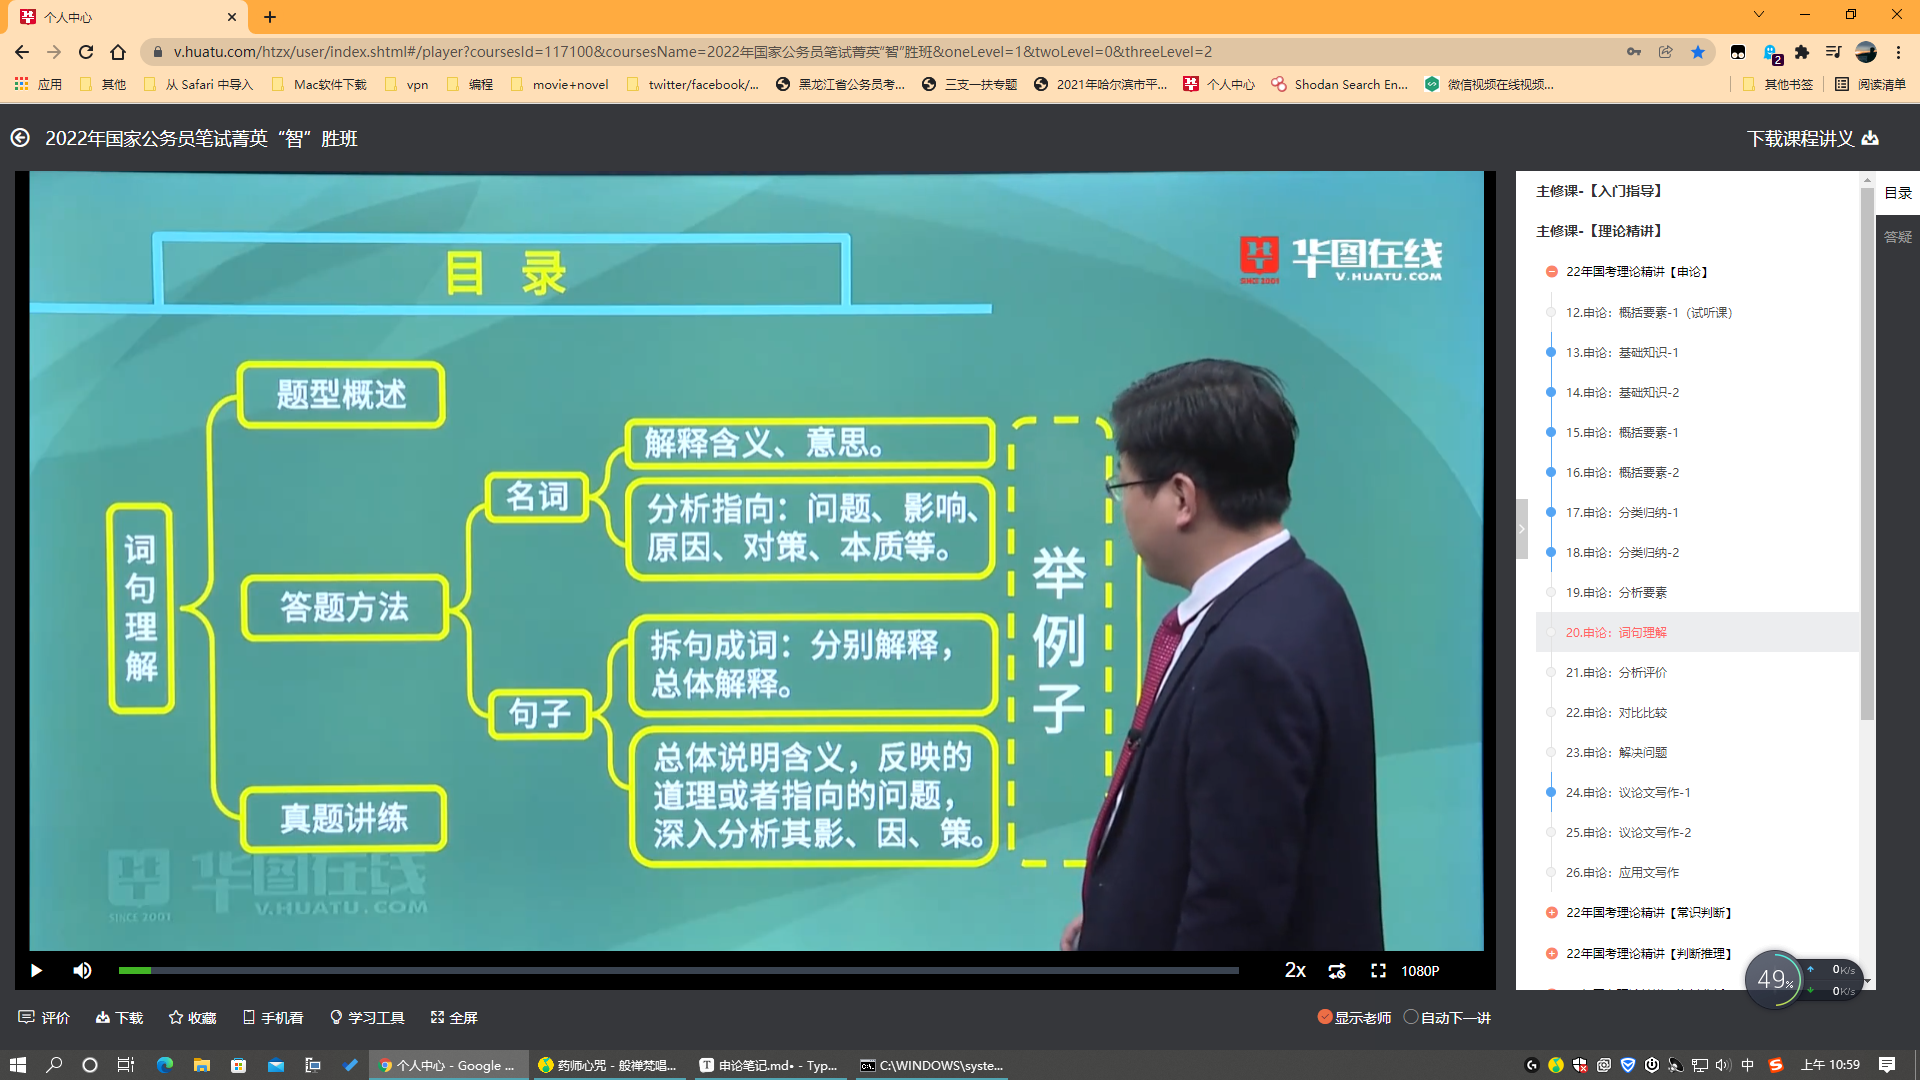 个人中心
v.huatu.com/htzx/user/index.shtml#/player?coursesId=117100&coursesName=2022年国家公务员笔试菁英"智"胜班&oneLevel=1&twoLevel=0&threeLevel=2
2
应用
其他
从 Safari 中导入
Mac软件下载
vpn
编程
movie+novel
twitter/facebook/...
黑龙江省公务员考...
三支一扶专题
2021年哈尔滨市平...
个人中心
Shodan Search En...
微信视频在线视频...
其他书签
阅读清单
2022年国家公务员笔试菁英“智”胜班
下载课程讲义
目 录
华图在线
SINCE 2001
V.HUATU.COM
词句理解
题型概述
答题方法
真题讲练
名词
解释含义、意思。
分析指向：问题、影响、
原因、对策、本质等。
句子
拆句成词：分别解释，
总体解释。
总体说明含义，反映的
道理或者指向的问题，
深入分析其影、因、策。
举例子
华图在线
SINCE 2001
V.HUATU.COM
2x
1080P
评价
下载
收藏
手机看
学习工具
全屏
显示老师
自动下一讲
目录
答疑
主修课-【入门指导】
主修课-【理论精讲】
22年国考理论精讲【申论】
12.申论：概括要素-1（试听课）
13.申论：基础知识-1
14.申论：基础知识-2
15.申论：概括要素-1
16.申论：概括要素-2
17.申论：分类归纳-1
18.申论：分类归纳-2
19.申论：分析要素
20.申论：词句理解
21.申论：分析评价
22.申论：对比比较
23.申论：解决问题
24.申论：议论文写作-1
25.申论：议论文写作-2
26.申论：应用文写作
22年国考理论精讲【常识判断】
22年国考理论精讲【判断推理】
49%
0K/s
0K/s
个人中心 - Google ...
药师心咒 - 般禅梵唱...
申论笔记.md• - Typ...
C:\WINDOWS\syste...
中
上午 10:59